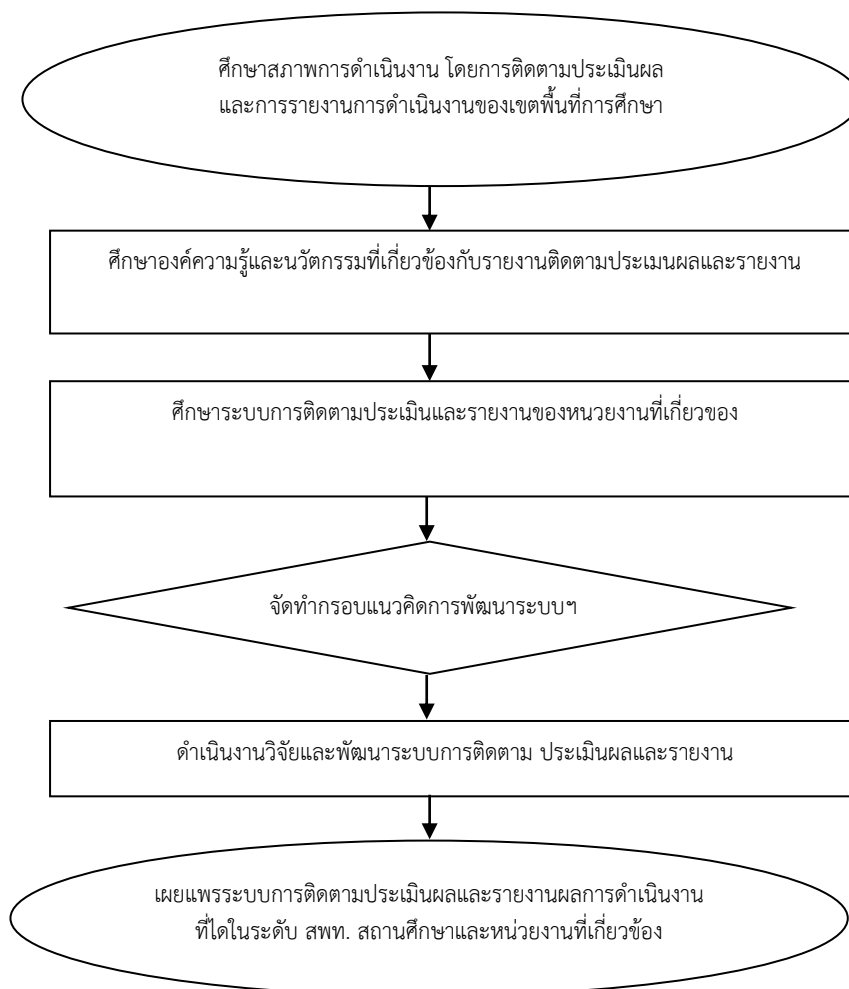 ศึกษาสภาพการดำเนินงาน โดยการติดตามประเมินผล
และการรายงานการดำเนินงานของเขตพื้นที่การศึกษา
ศึกษาองค์ความรู้และนวัตกรรมที่เกี่ยวข้องกับรายงานติดตามประเมนผลและรายงาน
ศึกษาระบบการติดตามประเมินและรายงานของหนวยงานที่เกี่ยวของ
จัดทำกรอบแนวคิดการพัฒนาระบบฯ
ดำเนินงานวิจัยและพัฒนาระบบการติดตาม ประเมินผลและรายงาน
เผยแพรระบบการติดตามประเมินผลและรายงานผลการดำเนินงาน
ที่ไดในระดับ สพท. สถานศึกษาและหน่วยงานที่เกี่ยวข้อง